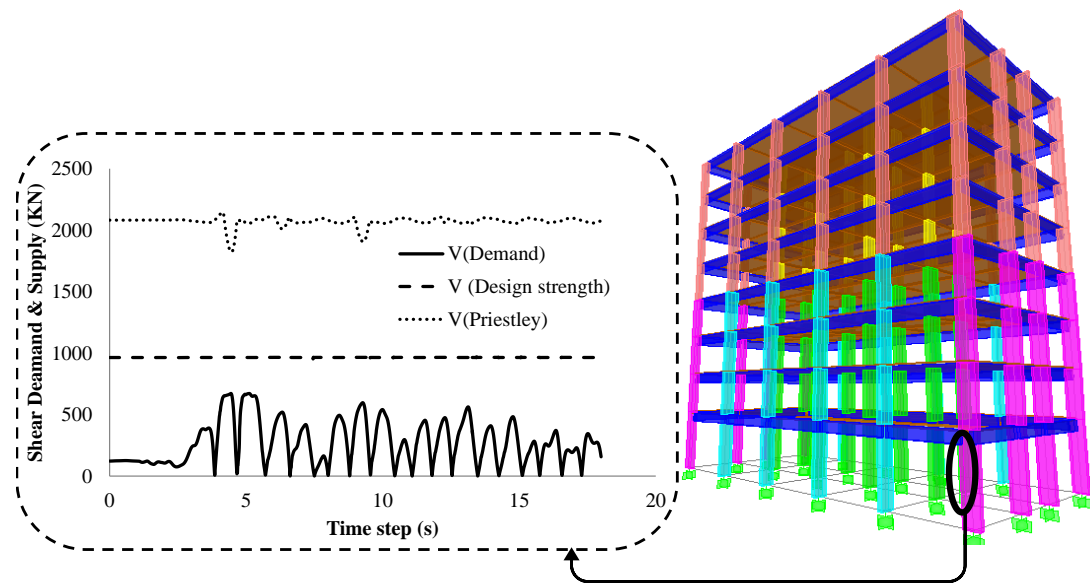 Shear Deamand & Supply (KN)
2500
2000
1500
1000
500
0
V(Demand)
V (Design strength)
V(Priestley)
0 5 10 15 20
Time step (s)